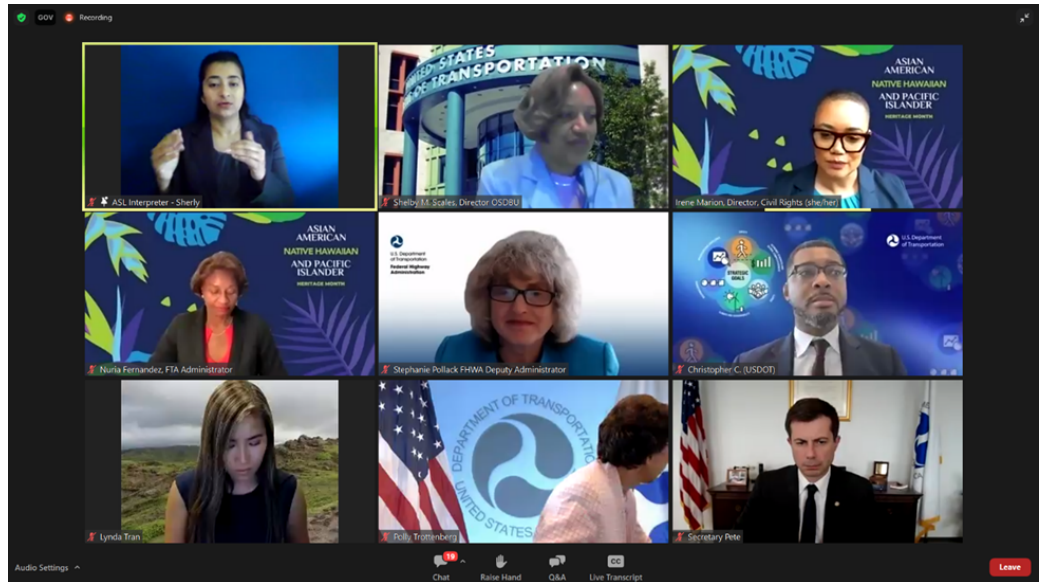 GOV
Recording
ASL Interpreter - Sherly
STATES
OF TRANSPORTATION
Shelby M. Scales, Director OSDBU
ASIAN
AMERICAN
NATIVE HAWAIIAN
AND PACIFIC
ISLANDER
HERITAGE MONTH
Irene Marion, Director, Civil Rights (she/her)
ASIAN
AMERICAN
NATIVE HAWAIIAN
AND PACIFIC
ISLANDER
HERITAGE MONTH
Nuria Fernandez, FTA Administrator
U.S. Department
of Transportation
Federal Highway
Administration
Stephanie Pollack FHWA Deputy Administrator
STRATEGIC
GOALS
U.S. Department
of Transportation
Christopher C. (USDOT)
Lynda Tran
DEPARTMENT OF TRANSPORTATIO
UNITED STATES
Polly Trottenberg
Secretary Pete
Audio Settings
19
Chat
Raise Hand
Q&A
CC
Live Transcript
Leave